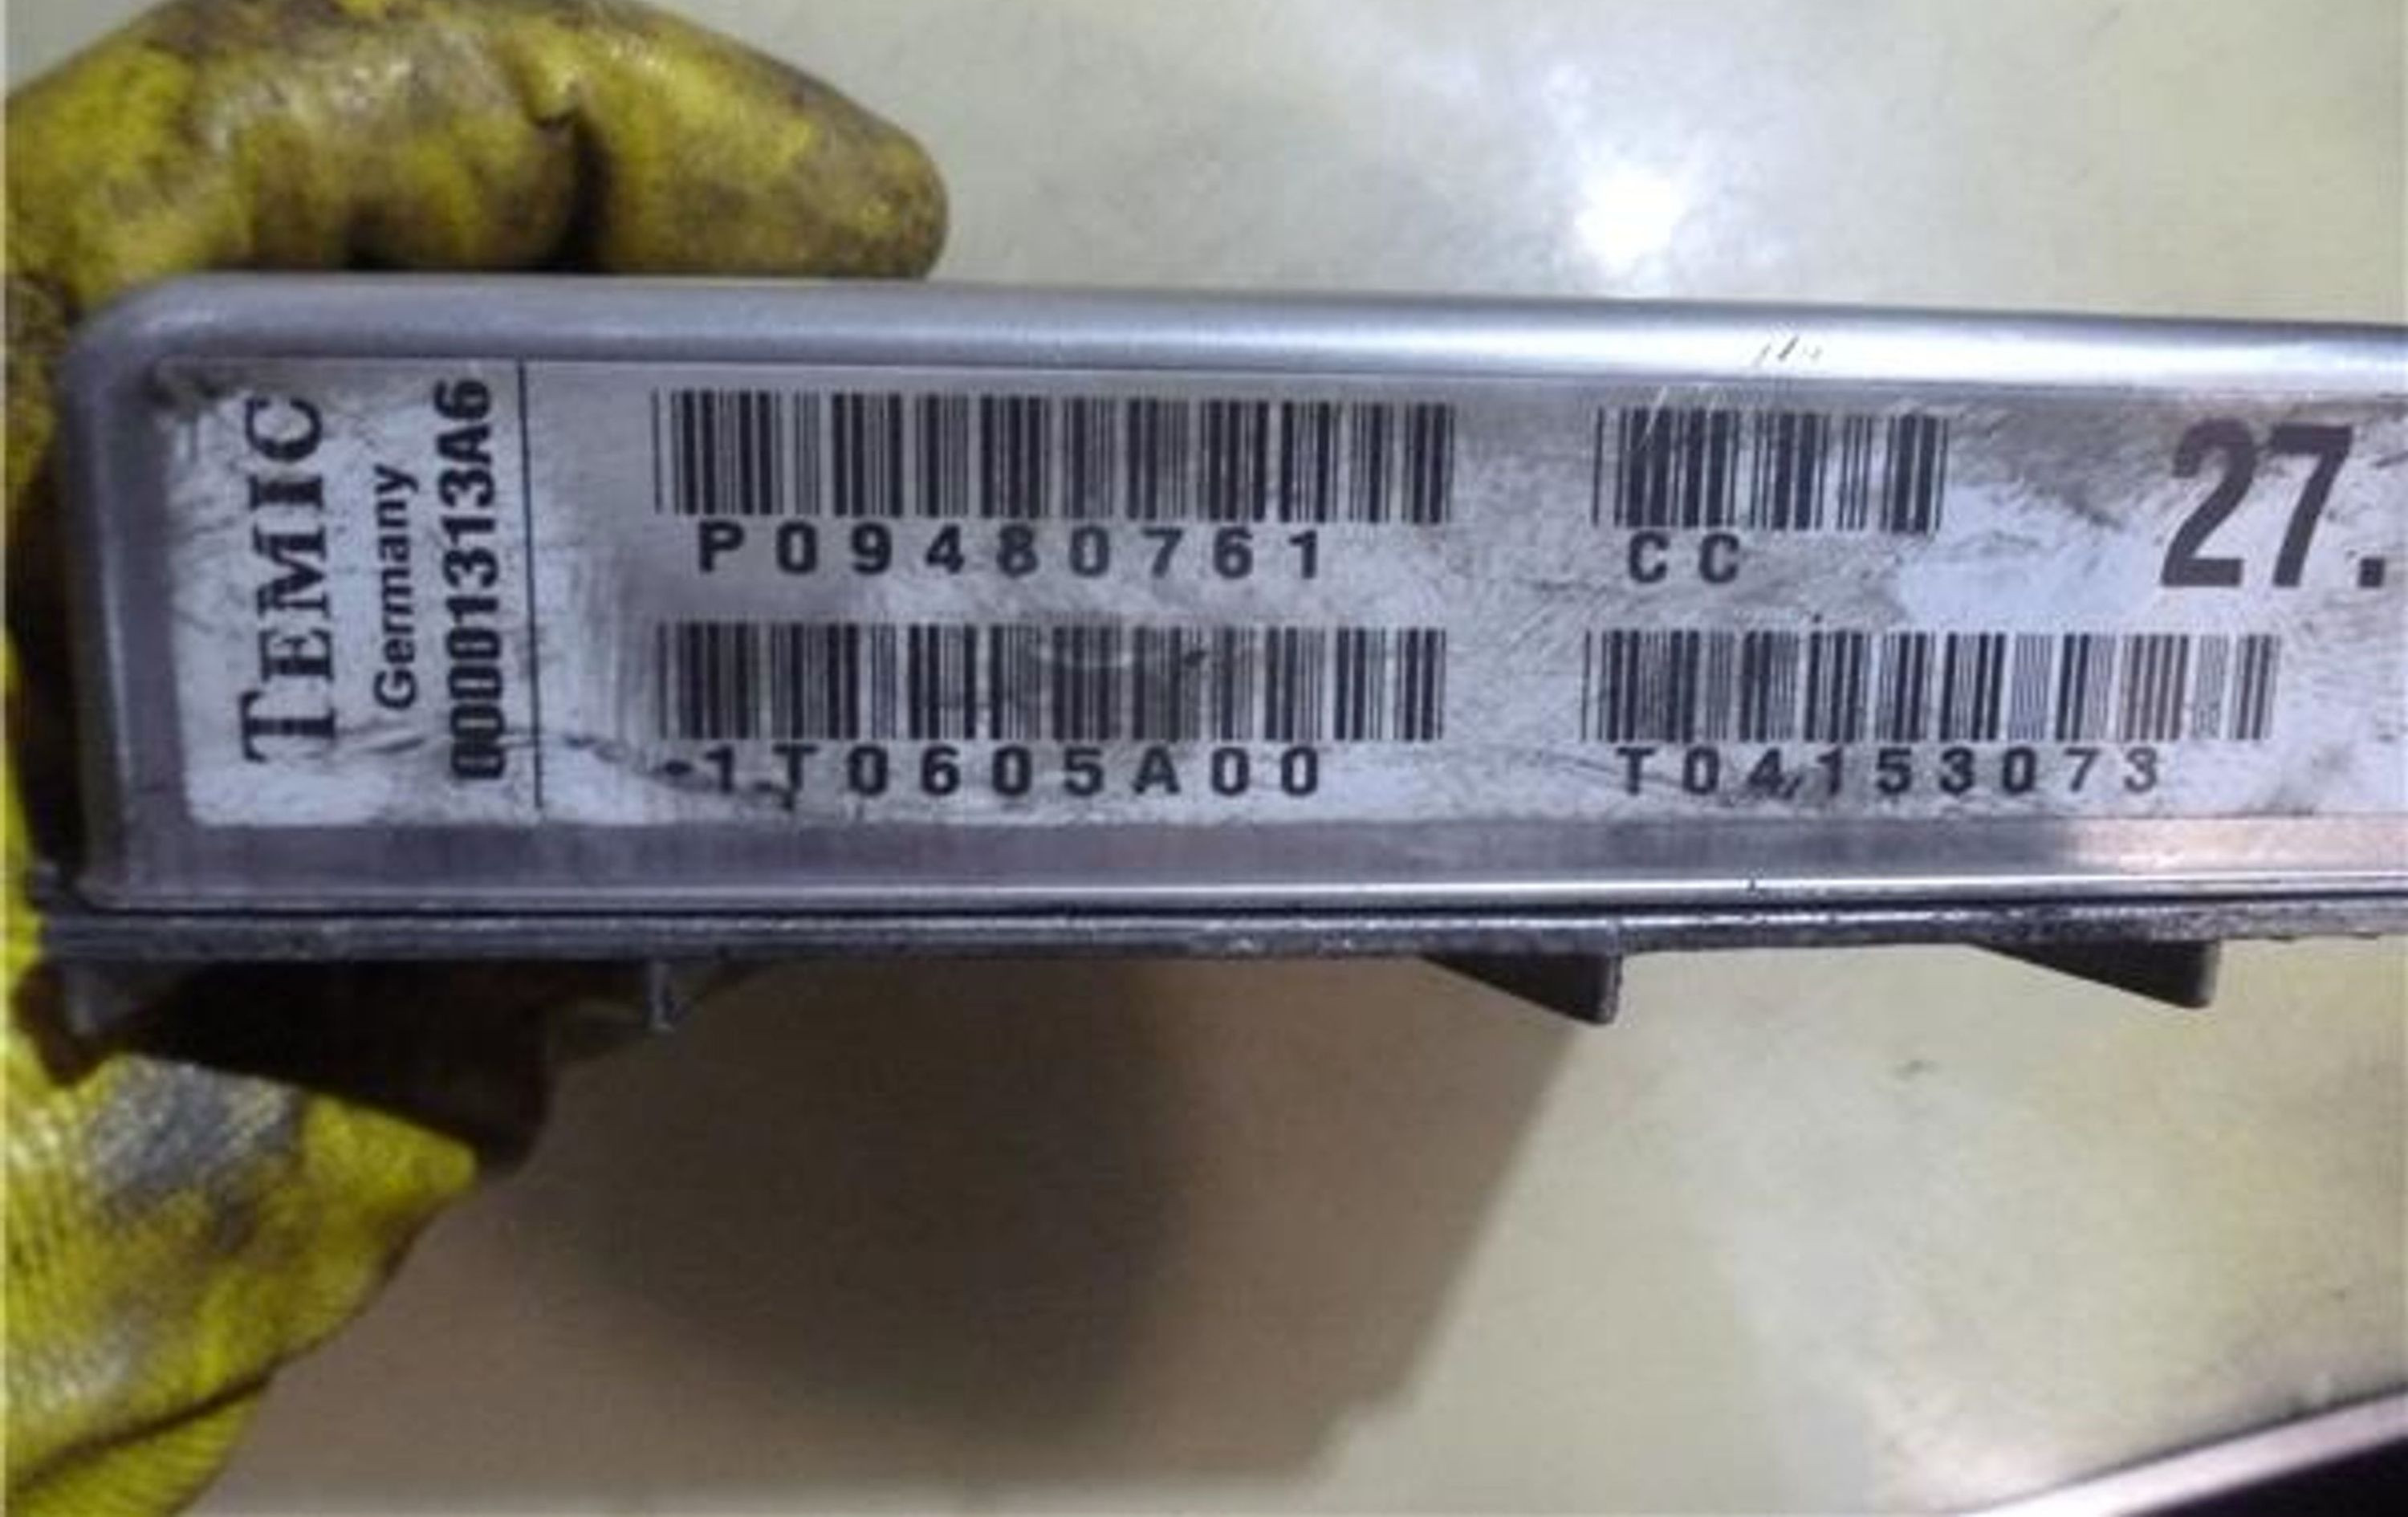 TEMIC
Germany
00001313A6
P09480761
CC
27.
-1T0605A00
T04153073